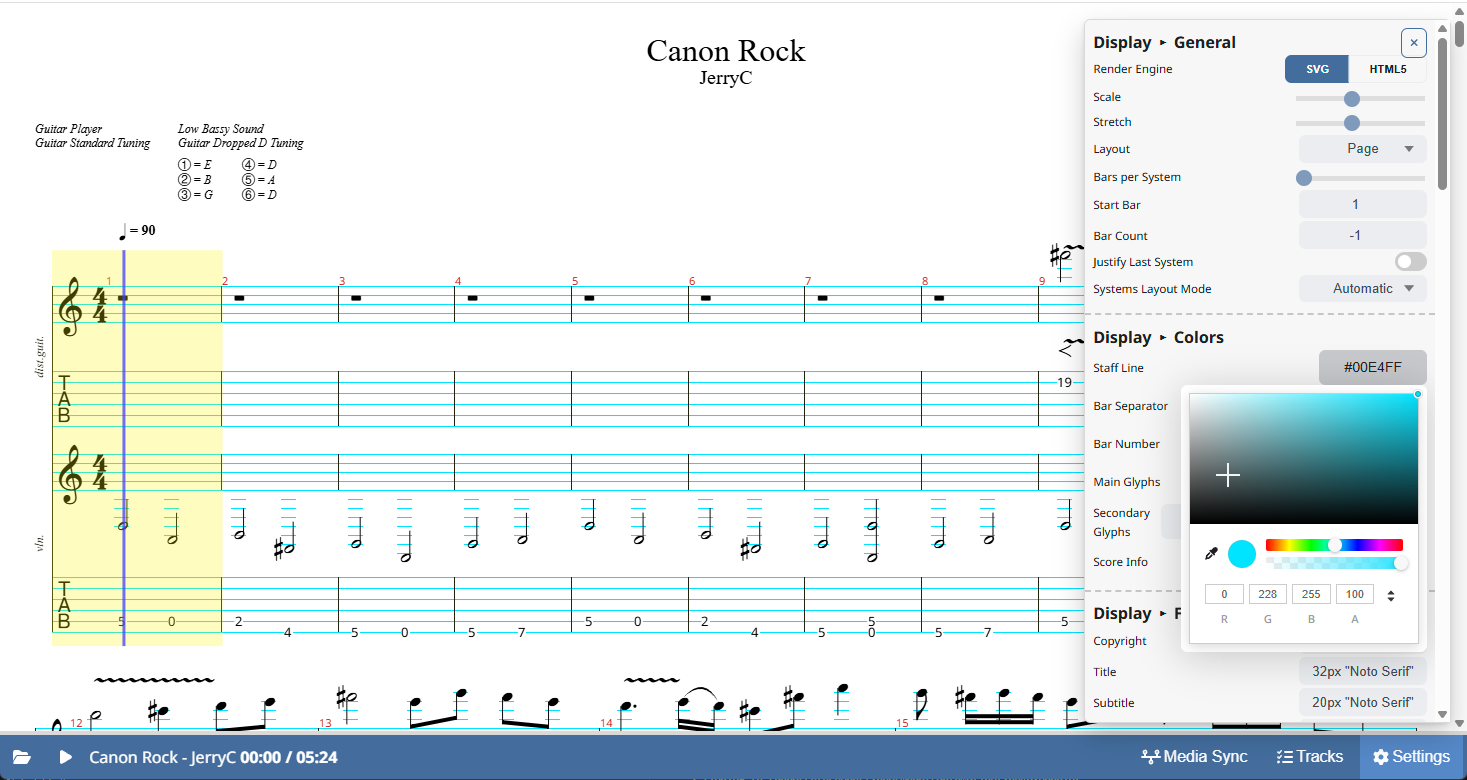 Canon Rock
JerryC
Guitar Player
Guitar Standard Tuning
Low Bassy Sound
Guitar Dropped D Tuning
① = E ④ = D
② = B ⑤ = A
③ = G ⑥ = D
= 90
1 2 3 4 5 6 7 8 9
4
4
dist.guit.
T
A
B
19
4
4
vln.
T
A
B
5 0 2 4 5 0 5 7 5 0 2 4 5 5 0 5 7 5
12 13 14 15
Display ▸ General
×
Render Engine SVG HTML5
Scale
Stretch
Layout Page
Bars per System
Start Bar 1
Bar Count -1
Justify Last System
Systems Layout Mode Automatic
Display ▸ Colors
Staff Line #00E4FF
Bar Separator
Bar Number
Main Glyphs
Secondary
Glyphs
Score Info
0 228 255 100
R G B A
Display ▸ F
Copyright
Title 32px "Noto Serif"
Subtitle 20px "Noto Serif"
Canon Rock - JerryC 00:00 / 05:24
Media Sync Tracks Settings